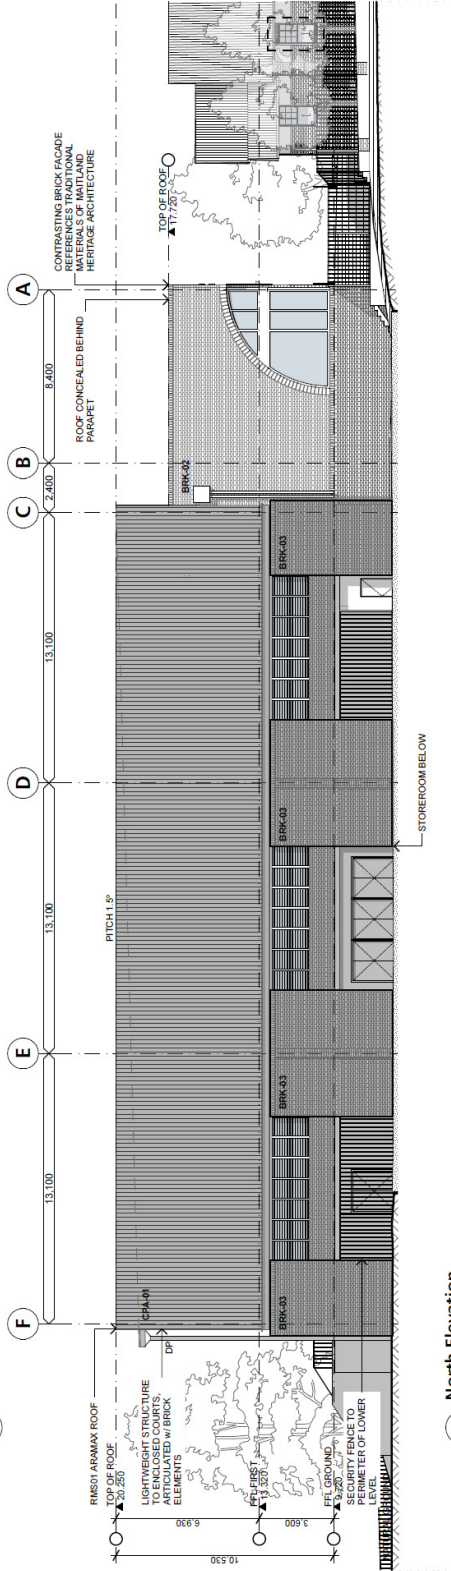 F
E
D
C
B
A
13,100
13,100
13,100
2,400
8,400
RMS01 ARAMAX ROOF
TOP OF ROOF
20.250
LIGHTWEIGHT STRUCTURE
TO ENCLOSED COURTS,
ARTICULATED w/ BRICK
ELEMENTS
DP
CPA-01
PITCH 1.5°
ROOF CONCEALED BEHIND
PARAPET
CONTRASTING BRICK FACADE
REFERENCES TRADITIONAL
MATERIALS OF MAITLAND
HERITAGE ARCHITECTURE
TOP OF ROOF
17.720
BRK-02
6,930
3,600
10,530
FFL FIRST
13.320
FFL GROUND
9.720
SECURITY FENCE TO
PERIMETER OF LOWER
LEVEL
BRK-03
BRK-03
BRK-03
BRK-03
STOREROOM BELOW
North Elevation